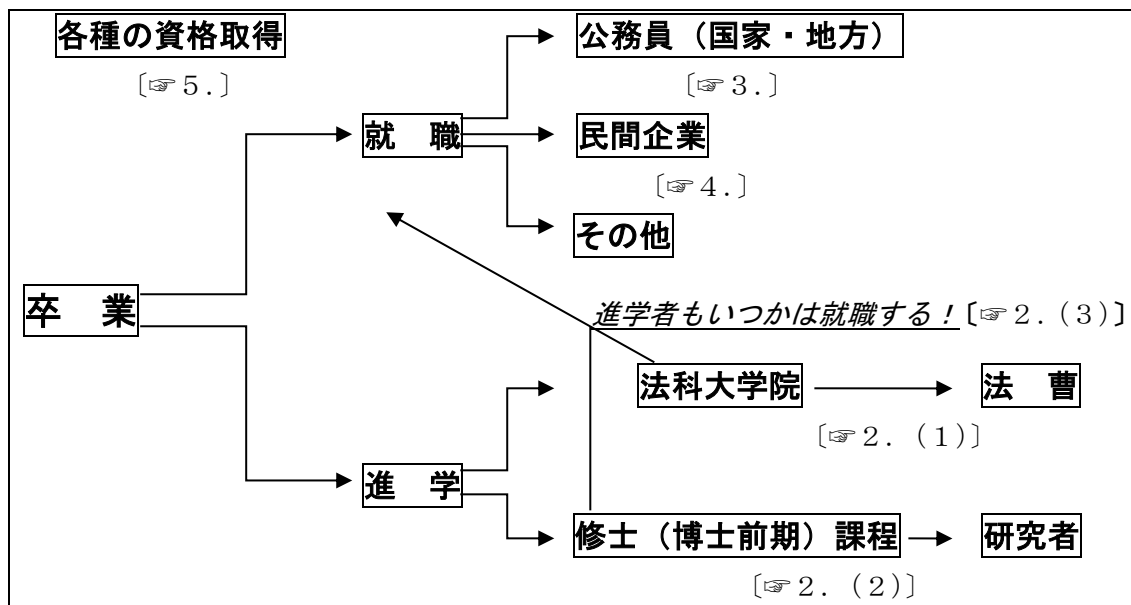 各種の資格取得
〔☞５．〕
公務員（国家・地方）
〔☞３．〕
就　職
民間企業
〔☞４．〕
その他
卒　業
進学者もいつかは就職する！〔☞２．（３）〕
法科大学院
法　曹
〔☞２．（１）〕
進　学
修士（博士前期）課程
研究者
〔☞２．（２）〕